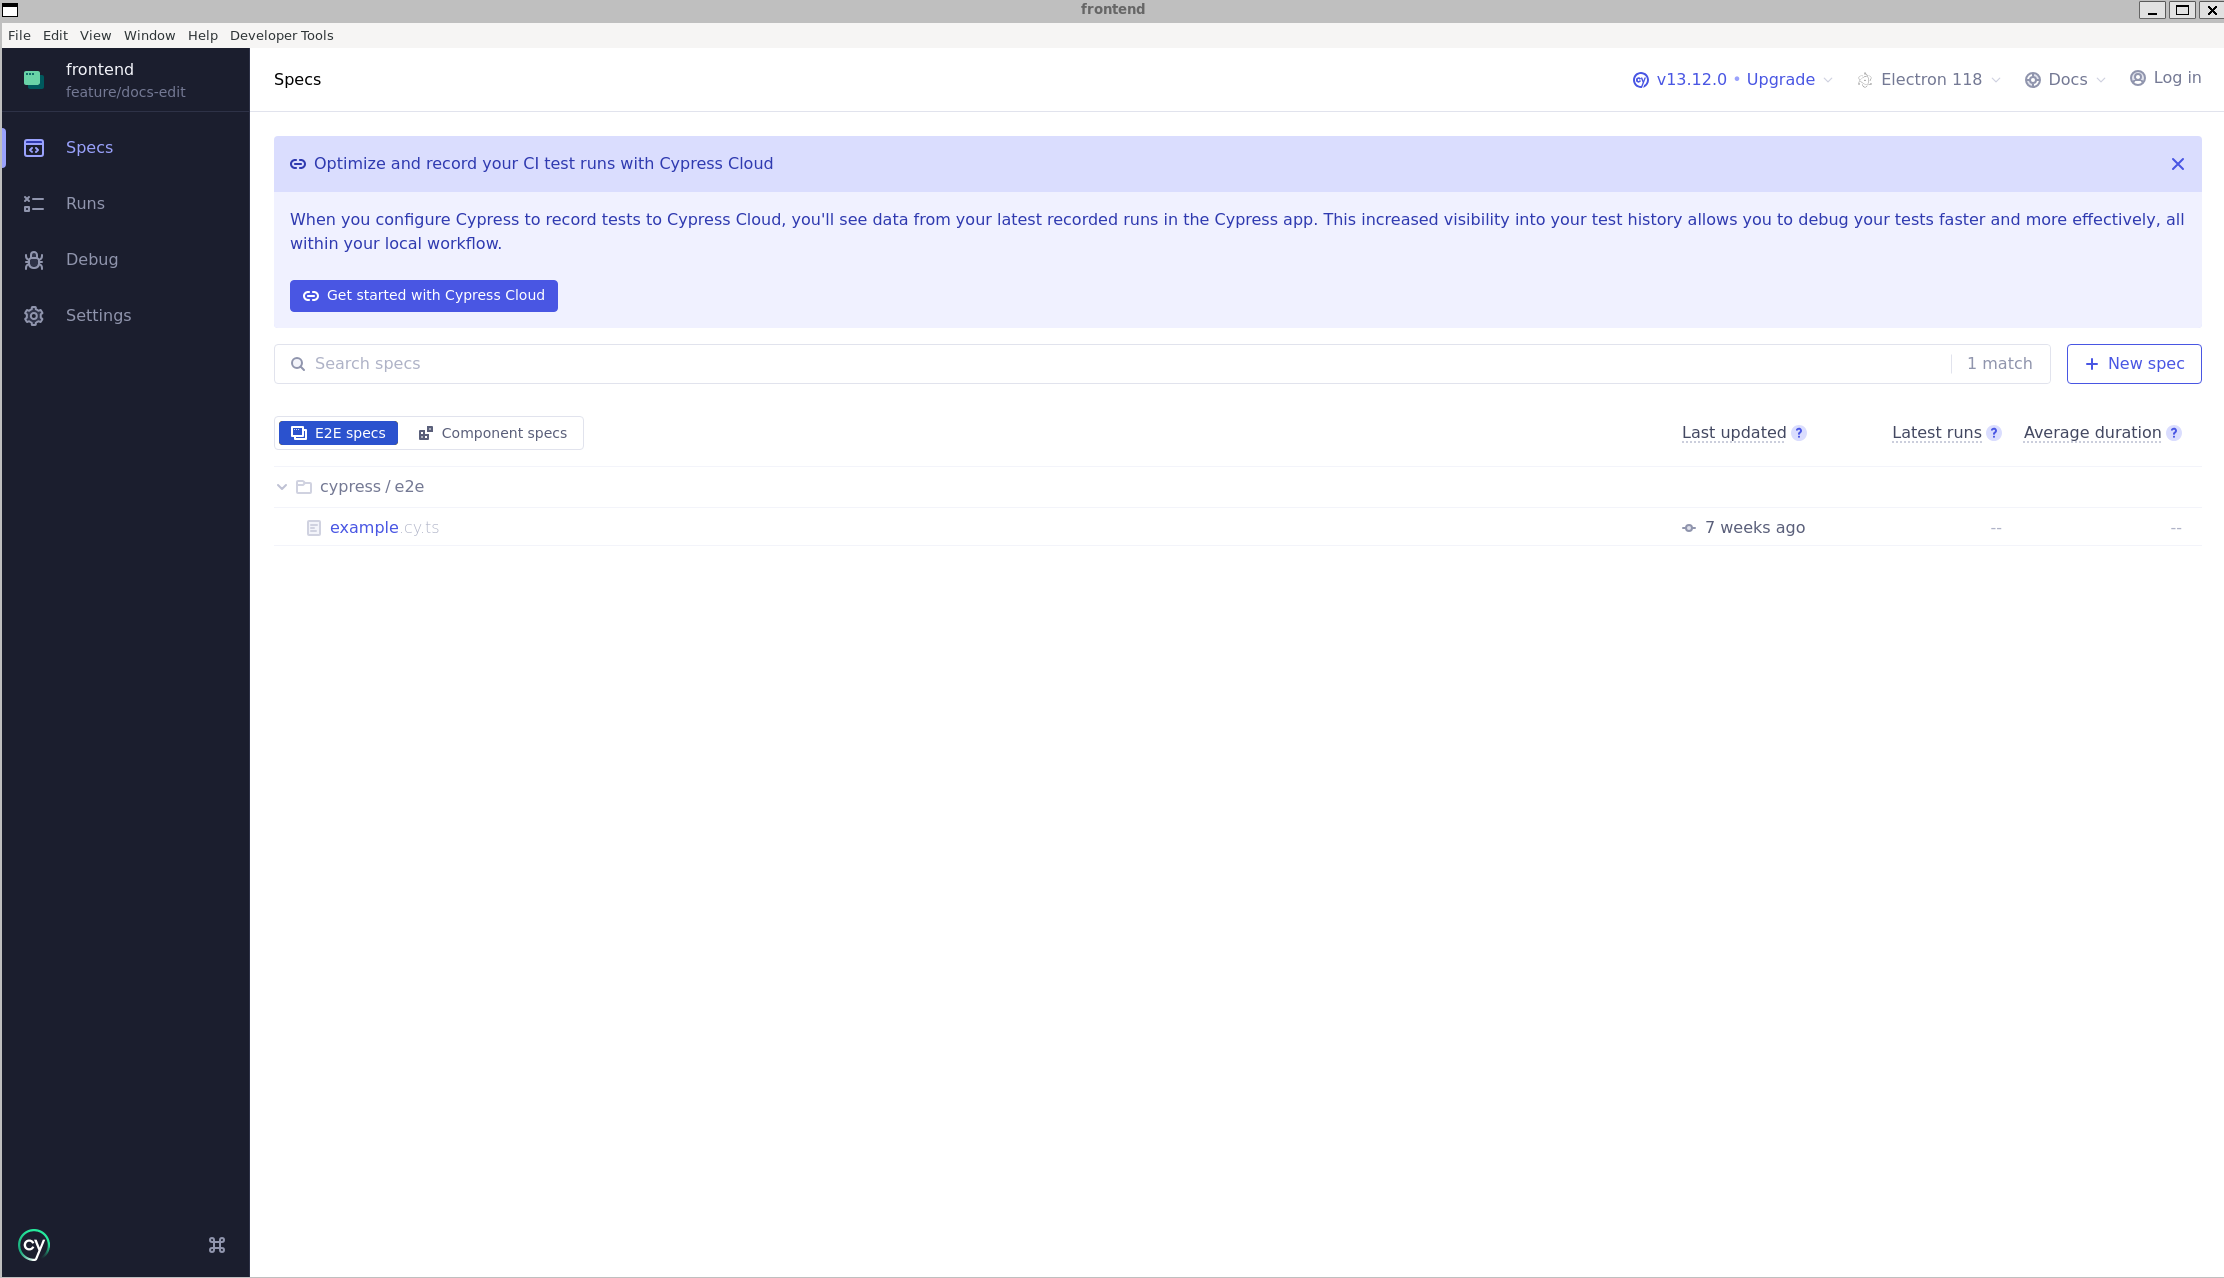 frontend
File Edit View Window Help Developer Tools
frontend
feature/docs-edit
Specs
Runs
Debug
Settings
cy
Specs
v13.12.0 • Upgrade
Electron 118
Docs
Log in
Optimize and record your CI test runs with Cypress Cloud
When you configure Cypress to record tests to Cypress Cloud, you'll see data from your latest recorded runs in the Cypress app. This increased visibility into your test history allows you to debug your tests faster and more effectively, all
within your local workflow.
Get started with Cypress Cloud
Search specs
1 match
+ New spec
E2E specs
Component specs
Last updated ?
Latest runs ?
Average duration ?
cypress / e2e
example.cy.ts
7 weeks ago
--
--